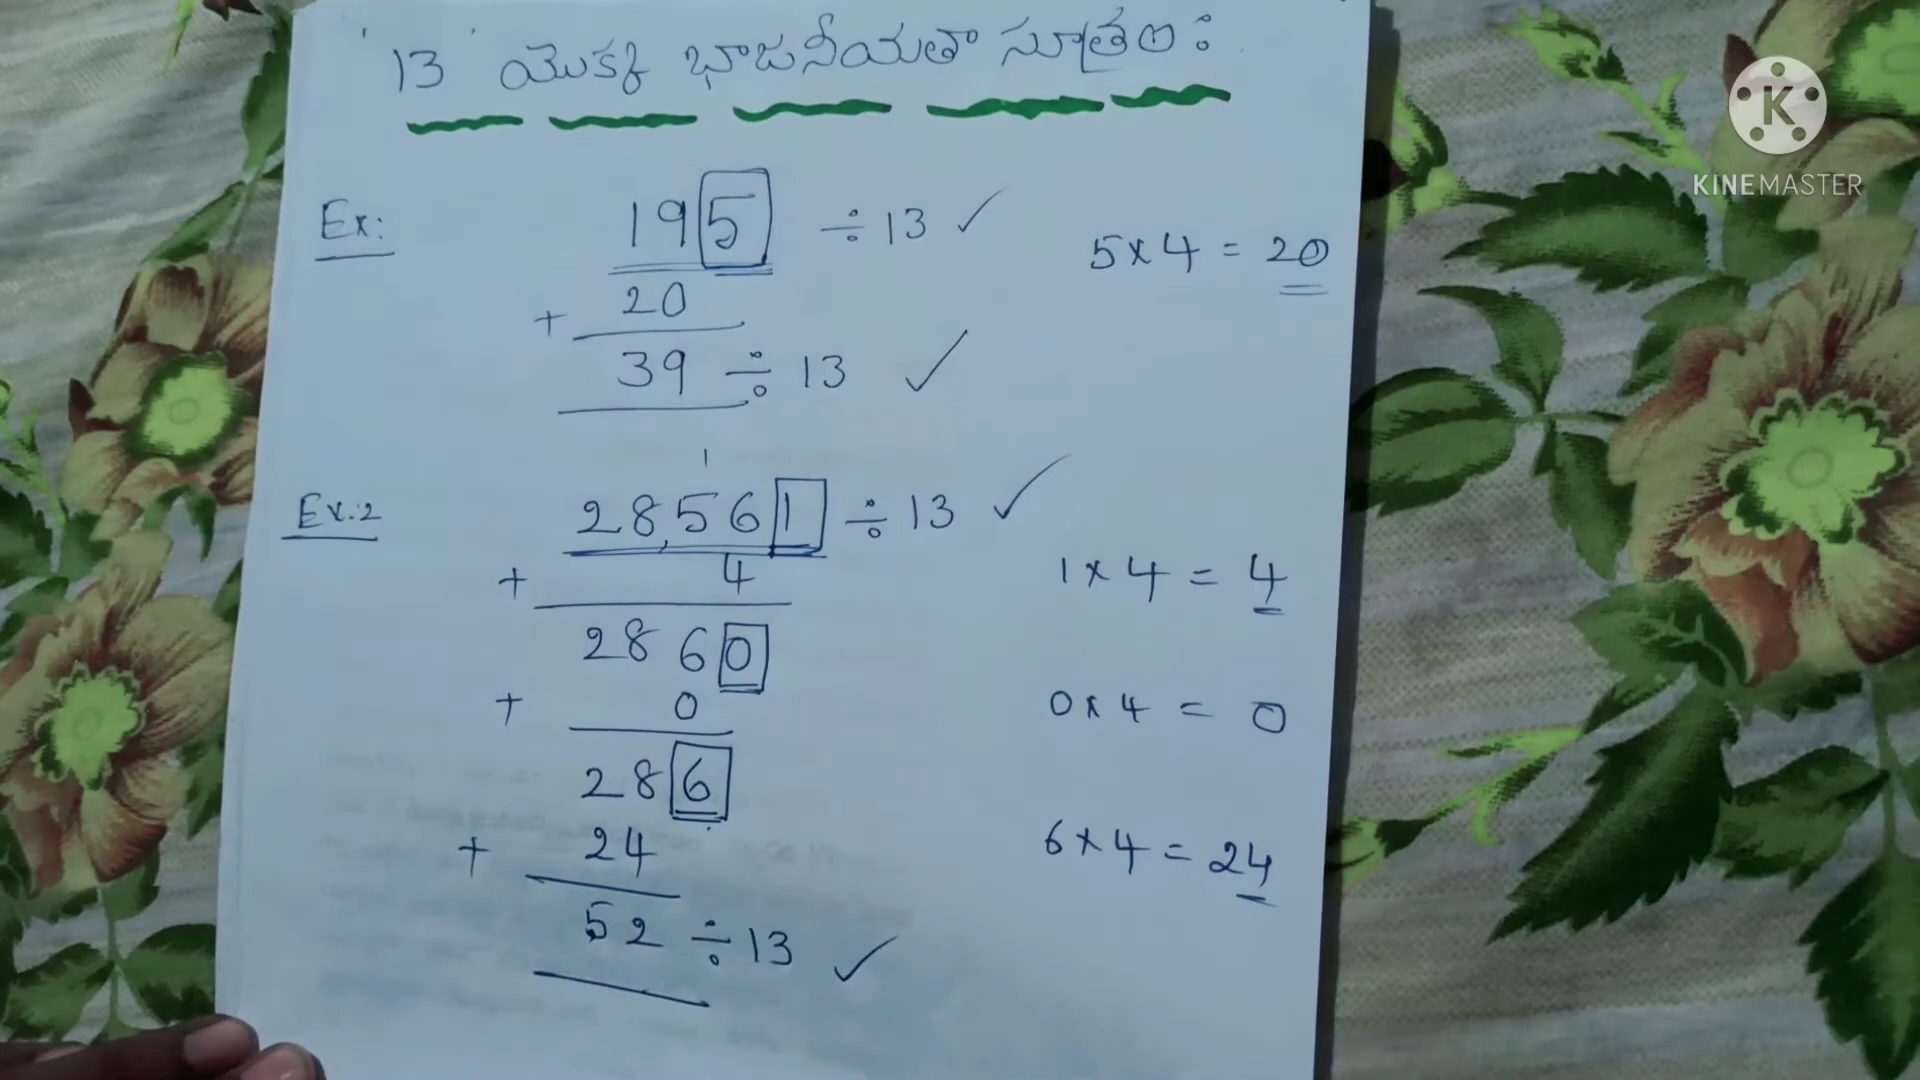 '13' యొక్క భాజనీయతా సూత్రం :
KINEMASTER
Ex: 195 ÷ 13 ✓ 5 x 4 = 20
+ 20
39 ÷ 13 ✓
1
Ex.2 28,561 ÷ 13 ✓
+ 4 1 x 4 = 4
2860
+ 0 0 x 4 = 0
286
+ 24 6 x 4 = 24
52 ÷ 13 ✓